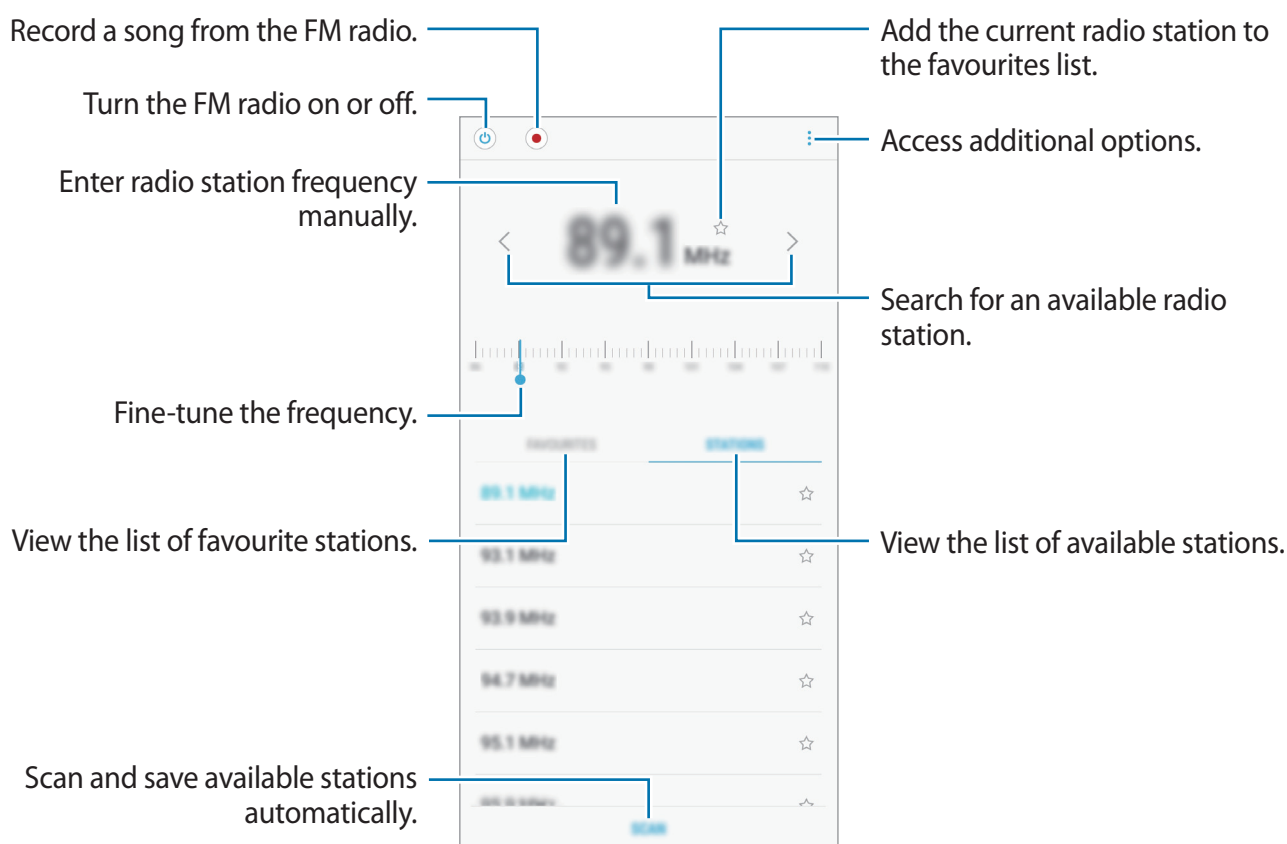 Record a song from the FM radio.
Add the current radio station to
the favourites list.
Turn the FM radio on or off.
Access additional options.
Enter radio station frequency
manually.
89.1 MHz
Search for an available radio
station.
Fine-tune the frequency.
FAVOURITES
STATIONS
89.1 MHz
View the list of favourite stations.
View the list of available stations.
93.1 MHz
93.9 MHz
94.7 MHz
95.1 MHz
Scan and save available stations
automatically.
SCAN